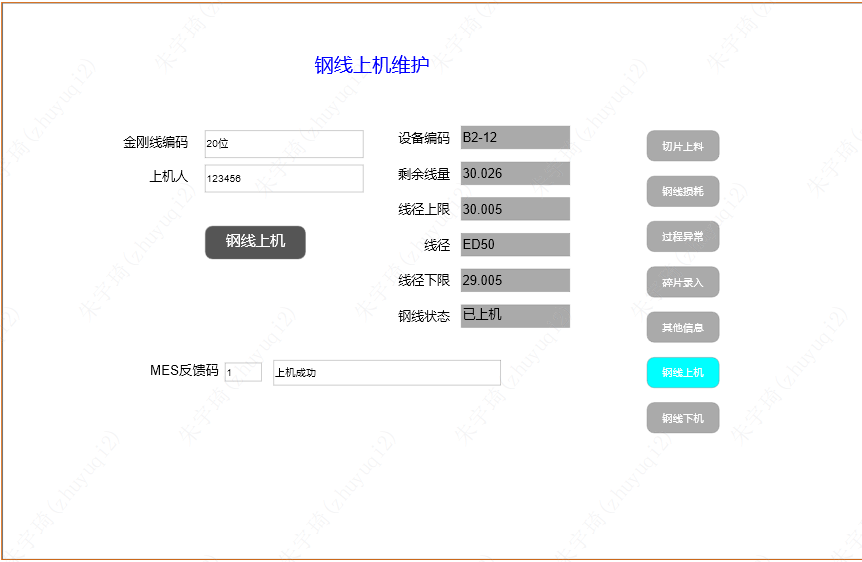 钢线上机维护
金刚线编码 20位
上机人 123456
钢线上机
设备编码 B2-12
剩余线量 30.026
线径上限 30.005
线径 ED50
线径下限 29.005
钢线状态 已上机
MES反馈码 1 上机成功
切片上料
钢线损耗
过程异常
碎片录入
其他信息
钢线上机
钢线下机
朱宇琦(zhuyuqi2)